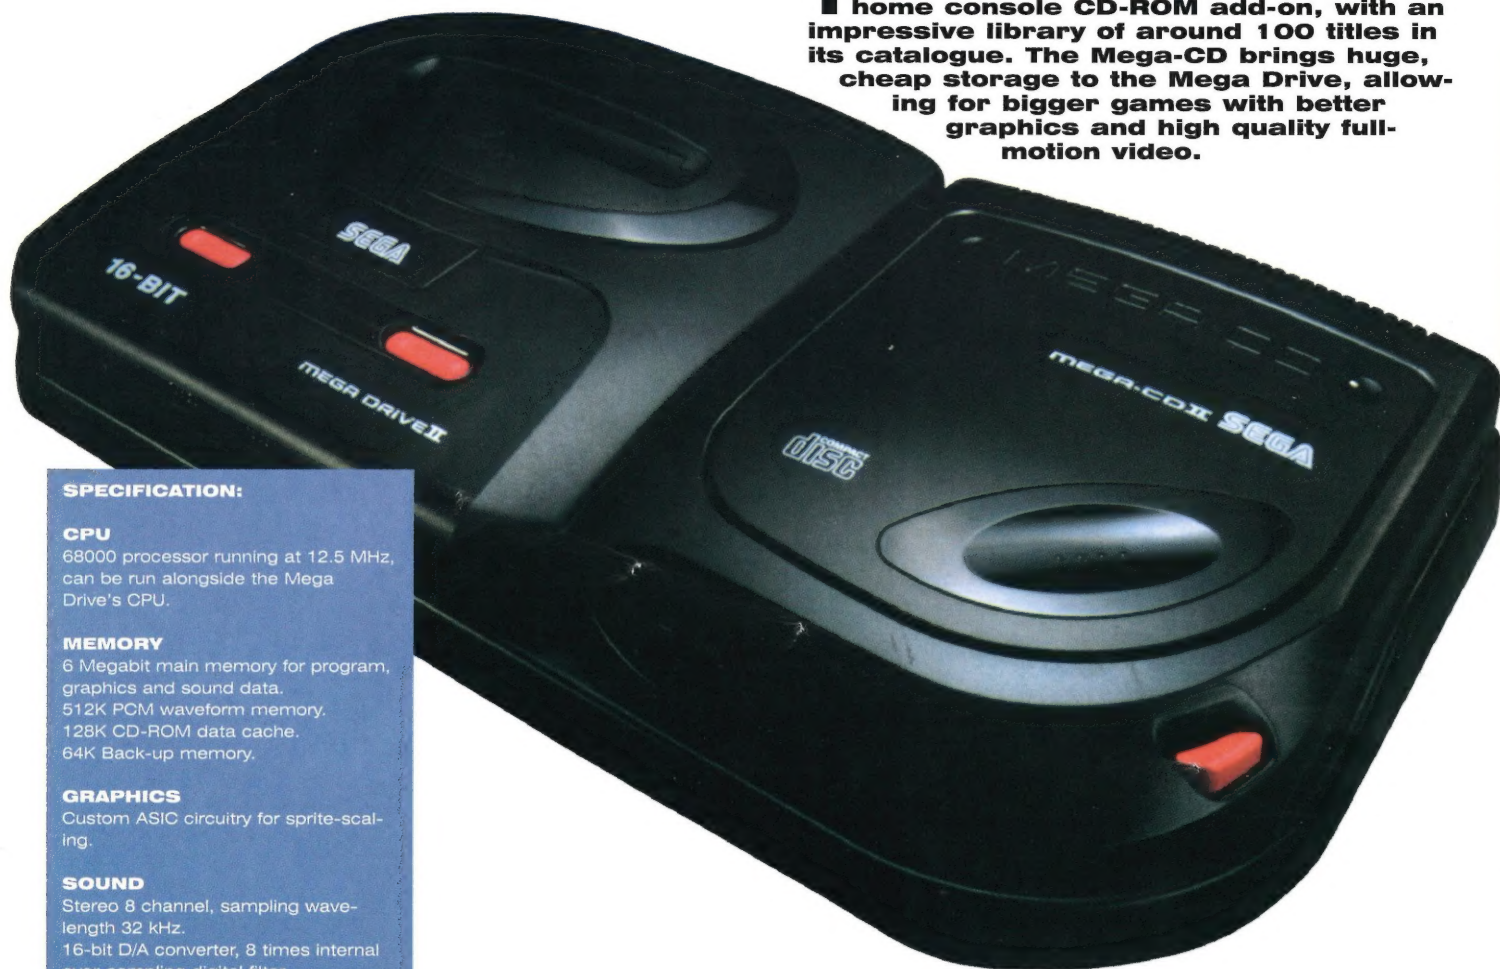 home console CD-ROM add-on, with an
impressive library of around 100 titles in
its catalogue. The Mega-CD brings huge,
cheap storage to the Mega Drive, allow-
ing for bigger games with better
graphics and high quality full-
motion video.
SEGA
16-BIT
MEGA DRIVE II
MEGA-CD
MEGA-CD II SEGA
COMPACT
disc
SPECIFICATION:
CPU
68000 processor running at 12.5 MHz,
can be run alongside the Mega
Drive's CPU.
MEMORY
6 Megabit main memory for program,
graphics and sound data.
512K PCM waveform memory.
128K CD-ROM data cache.
64K Back-up memory.
GRAPHICS
Custom ASIC circuitry for sprite-scal-
ing.
SOUND
Stereo 8 channel, sampling wave-
length 32 kHz.
16-bit D/A converter, 8 times internal